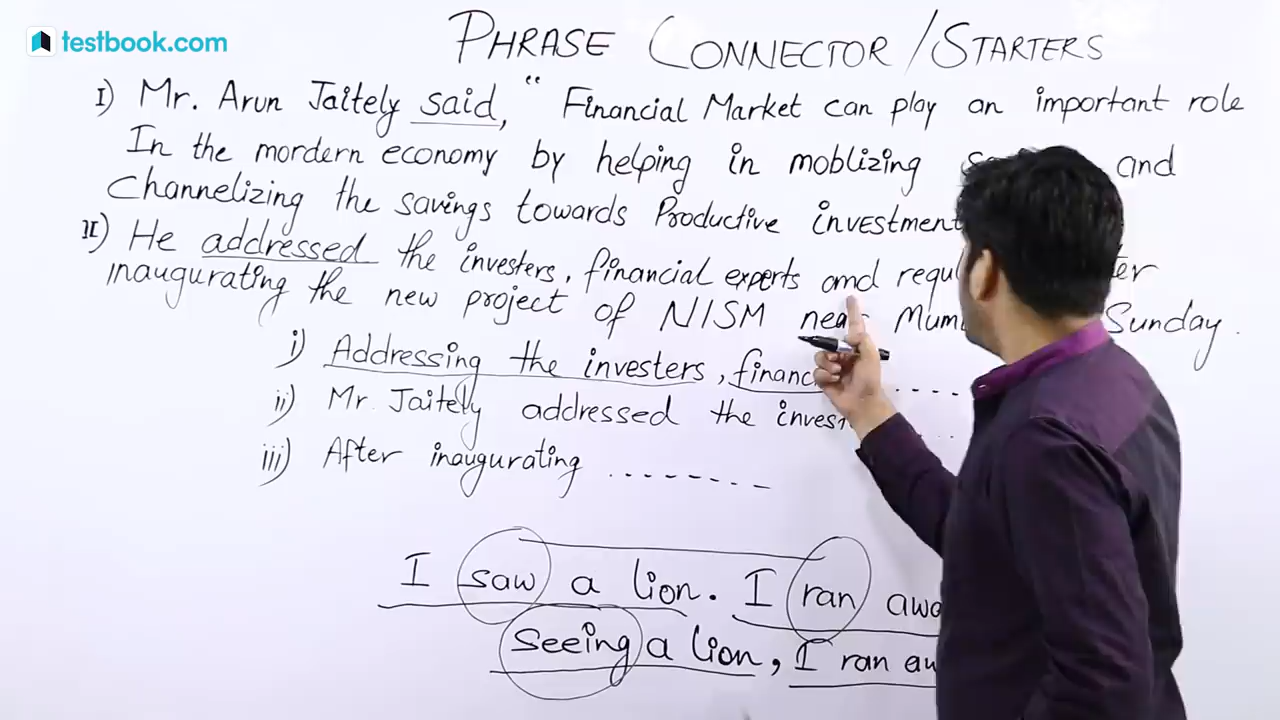 testbook.com
PHRASE CONNECTOR/STARTERS
I) Mr. Arun Jaitely said, “ Financial Market can play an important role
In the mordern economy by helping in moblizing and
Channelizing the savings towards Productive investment
II) He addressed the investers, financial experts and
inaugurating the new project of NISM near Sunday.
i) Addressing the investers, ......
ii) Mr. Jaitely addressed the
iii) After inaugurating --------
I saw a lion. I ran
Seeing a lion, I ran